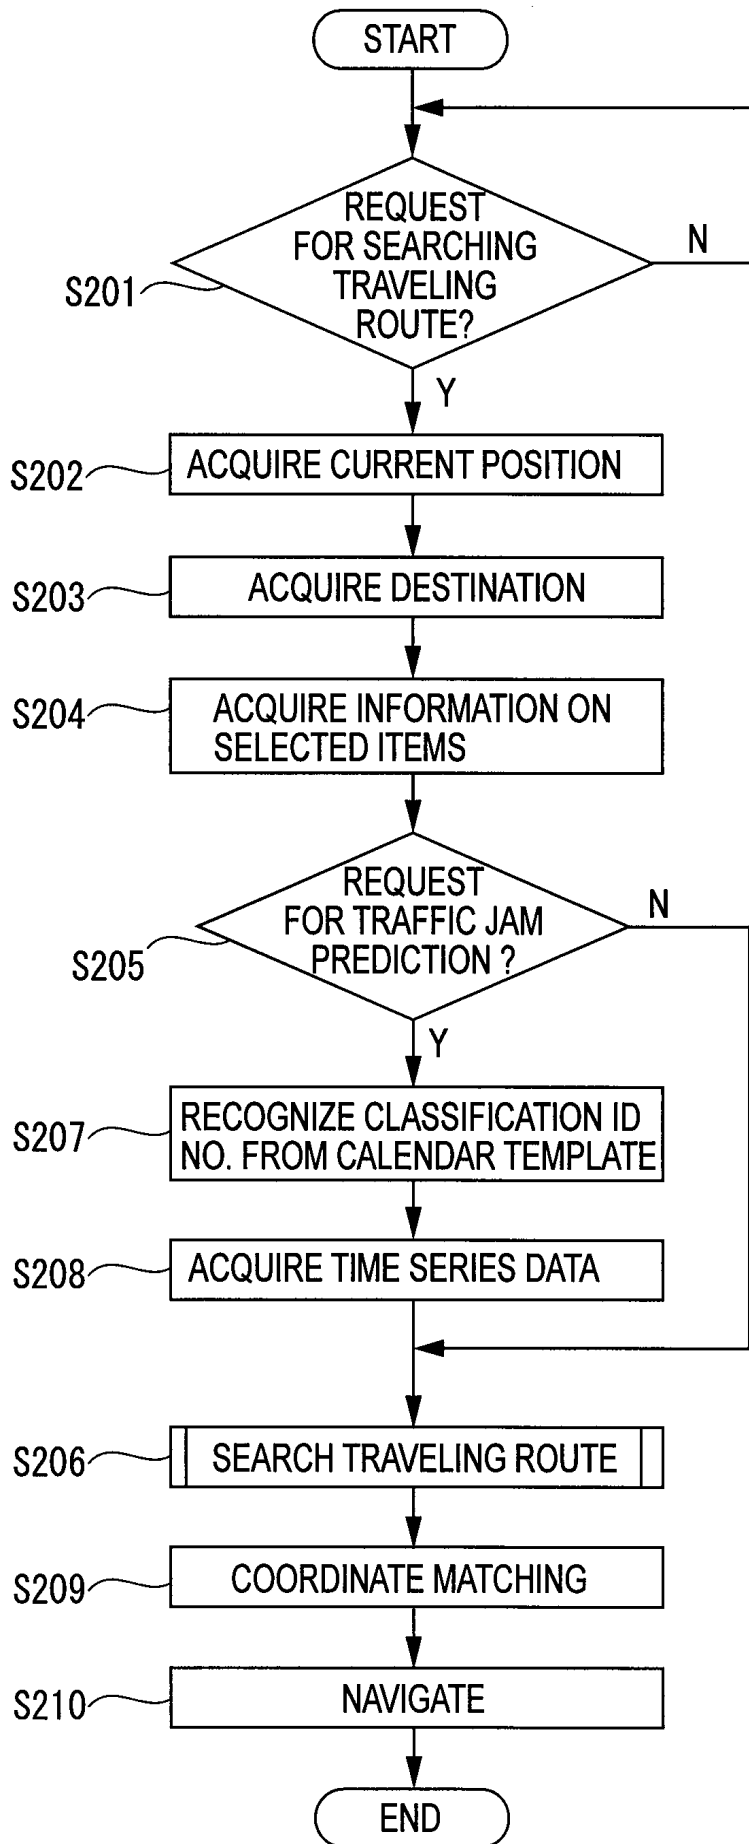 START
REQUEST
FOR SEARCHING
TRAVELING
ROUTE?
N
S201
Y
S202
ACQUIRE CURRENT POSITION
S203
ACQUIRE DESTINATION
S204
ACQUIRE INFORMATION ON
SELECTED ITEMS
REQUEST
FOR TRAFFIC JAM
PREDICTION ?
N
S205
Y
S207
RECOGNIZE CLASSIFICATION ID
NO. FROM CALENDAR TEMPLATE
S208
ACQUIRE TIME SERIES DATA
S206
SEARCH TRAVELING ROUTE
S209
COORDINATE MATCHING
S210
NAVIGATE
END